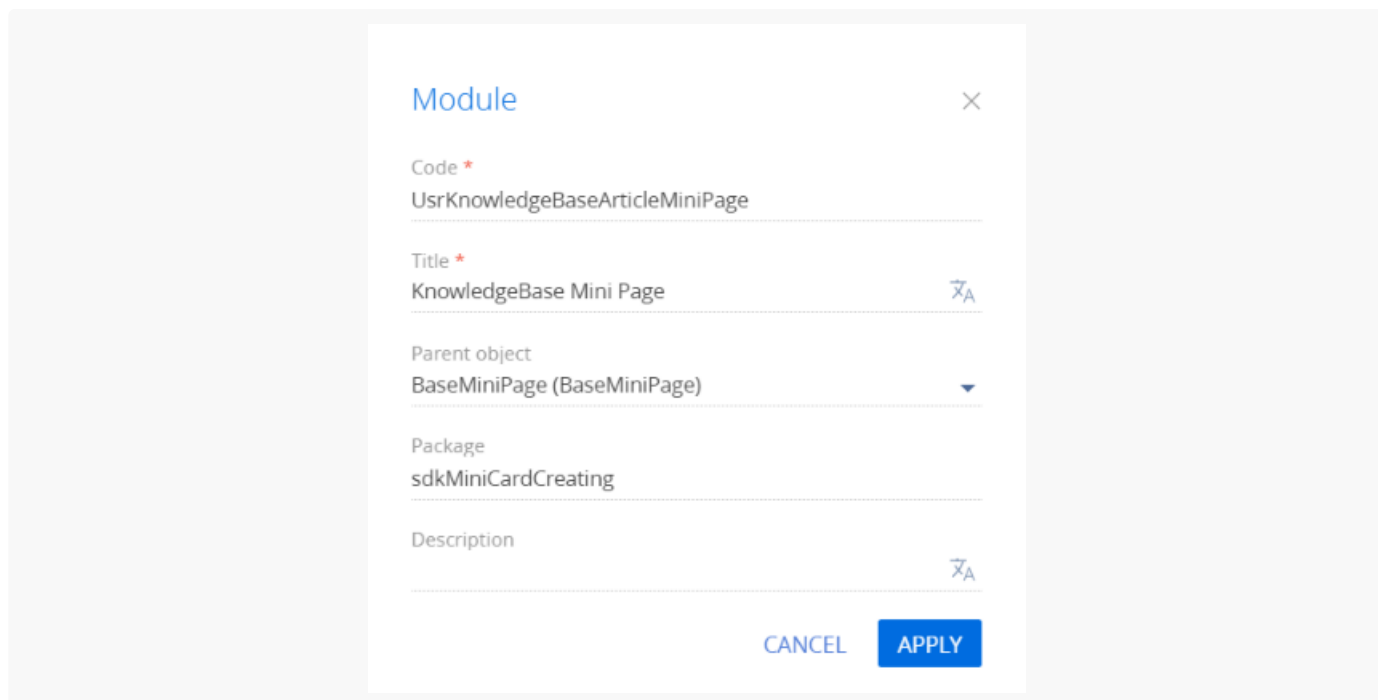 Module
Code *
UsrKnowledgeBaseArticleMiniPage
Title *
KnowledgeBase Mini Page
Parent object
BaseMiniPage (BaseMiniPage)
Package
sdkMiniCardCreating
Description
CANCEL APPLY